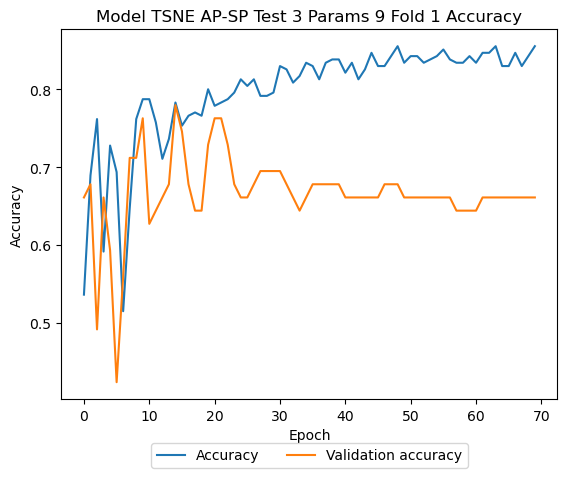 Model TSNE AP-SP Test 3 Params 9 Fold 1 Accuracy
Accuracy
0.8
0.7
0.6
0.5
0 10 20 30 40 50 60 70
Epoch
Accuracy Validation accuracy